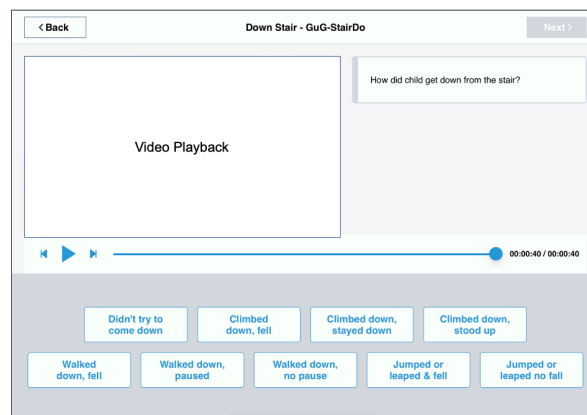 < Back
Down Stair - GuG-StairDo
Next >
Video Playback
How did child get down from the stair?
00:00:40 / 00:00:40
Didn't try to
come down
Climbed
down, fell
Climbed down,
stayed down
Climbed down,
stood up
Walked
down, fell
Walked down,
paused
Walked down,
no pause
Jumped or
leaped & fell
Jumped or
leaped no fall